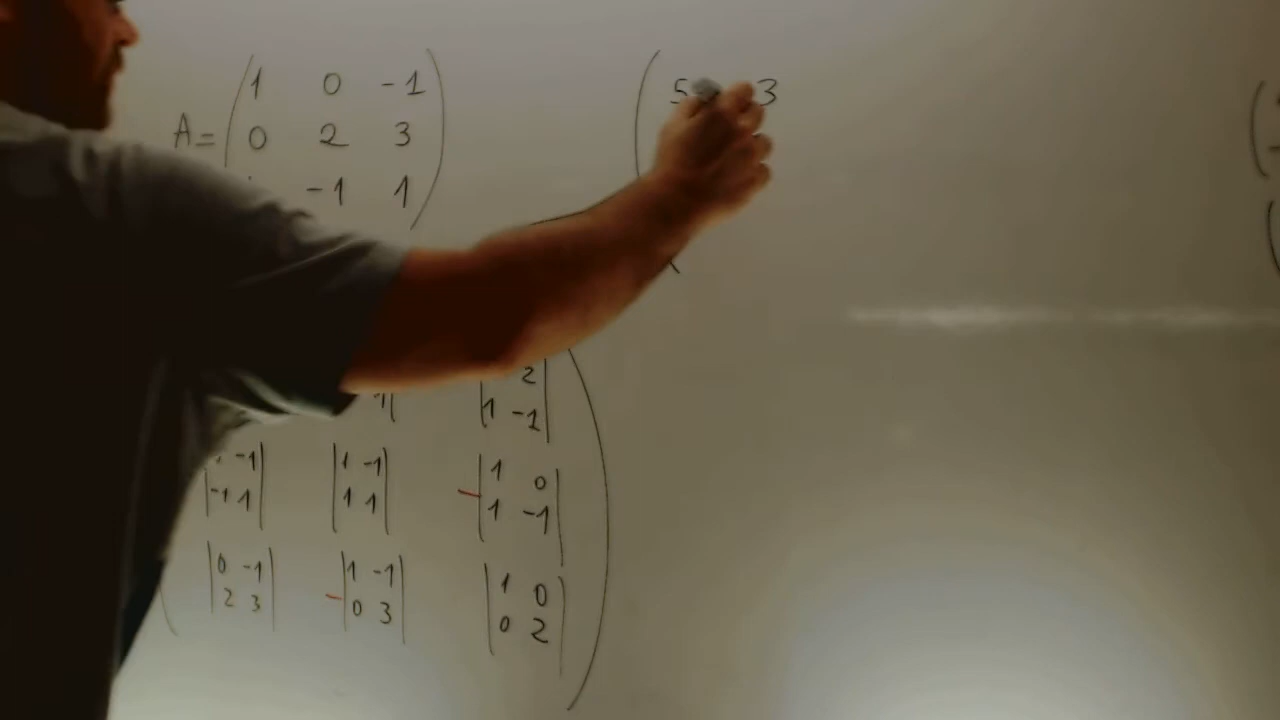 1 0 -1
A= 0 2 3
-1 1
5 3
2
1 -1
-1 1 -1 1 0
-1 1 1 1 1 -1
0 -1 1 -1 1 0
2 3 0 3 0 2